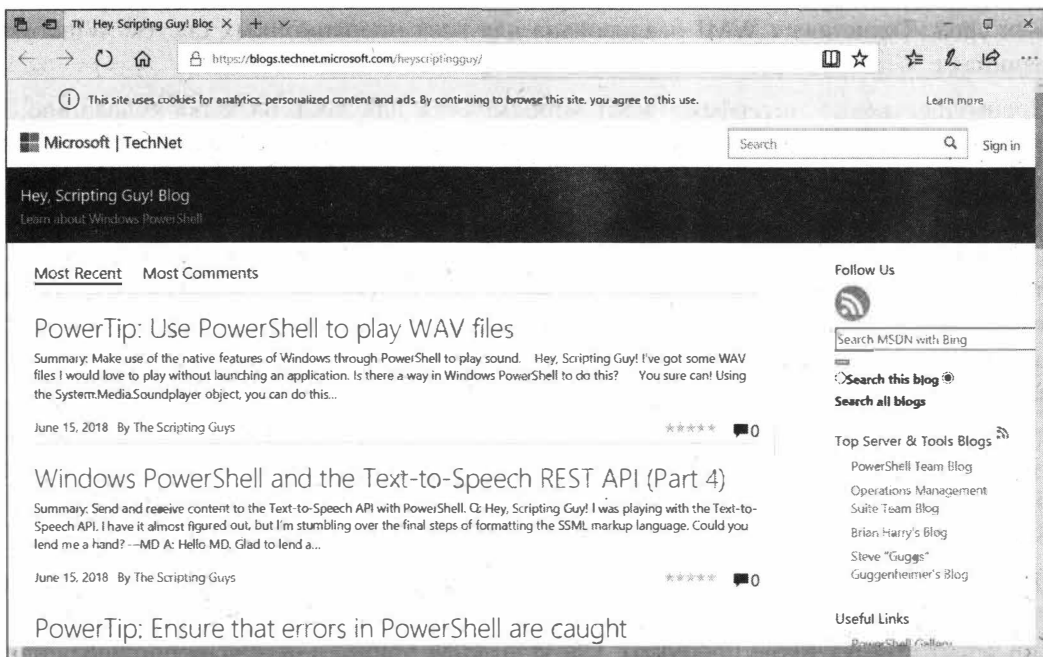 TN Hey, Scripting Guy! Blog
https://blogs.technet.microsoft.com/heyscriptingguy/
This site uses cookies for analytics, personalized content and ads. By continuing to browse this site, you agree to this use.
Learn more
Microsoft | TechNet
Search
Sign in
Hey, Scripting Guy! Blog
Learn about Windows PowerShell
Most Recent Most Comments
PowerTip: Use PowerShell to play WAV files
Summary: Make use of the native features of Windows through PowerShell to play sound. Hey, Scripting Guy! I've got some WAV
files I would love to play without launching an application. Is there a way in Windows PowerShell to do this? You sure can! Using
the System.Media.Soundplayer object, you can do this...
June 15, 2018 By The Scripting Guys
0
Windows PowerShell and the Text-to-Speech REST API (Part 4)
Summary: Send and receive content to the Text-to-Speech API with PowerShell. Q: Hey, Scripting Guy! I was playing with the Text-to-
Speech API. I have it almost figured out, but I'm stumbling over the final steps of formatting the SSML markup language. Could you
lend me a hand? —MD A: Hello MD. Glad to lend a...
June 15, 2018 By The Scripting Guys
0
PowerTip: Ensure that errors in PowerShell are caught
Follow Us
Search MSDN with Bing
Search this blog
Search all blogs
Top Server & Tools Blogs
PowerShell Team Blog
Operations Management
Suite Team Blog
Brian Harry's Blog
Steve "Guggs"
Guggenheimer's Blog
Useful Links
PowerShell Gallery